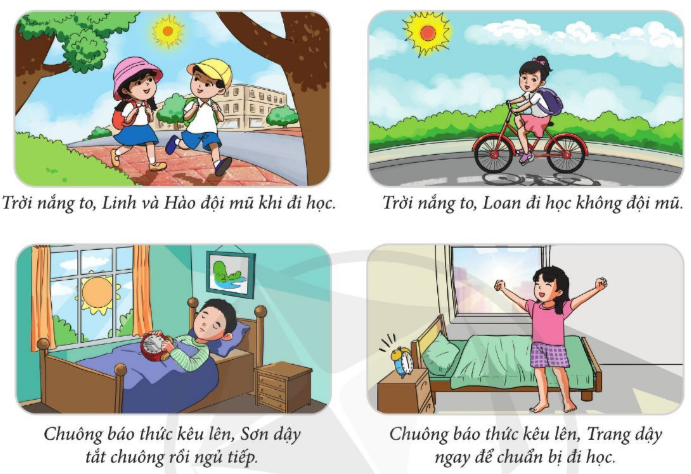 Trời nắng to, Linh và Hào đội mũ khi đi học.
Trời nắng to, Loan đi học không đội mũ.
Chuông báo thức kêu lên, Sơn dậy
tắt chuông rồi ngủ tiếp.
Chuông báo thức kêu lên, Trang dậy
ngay để chuẩn bị đi học.